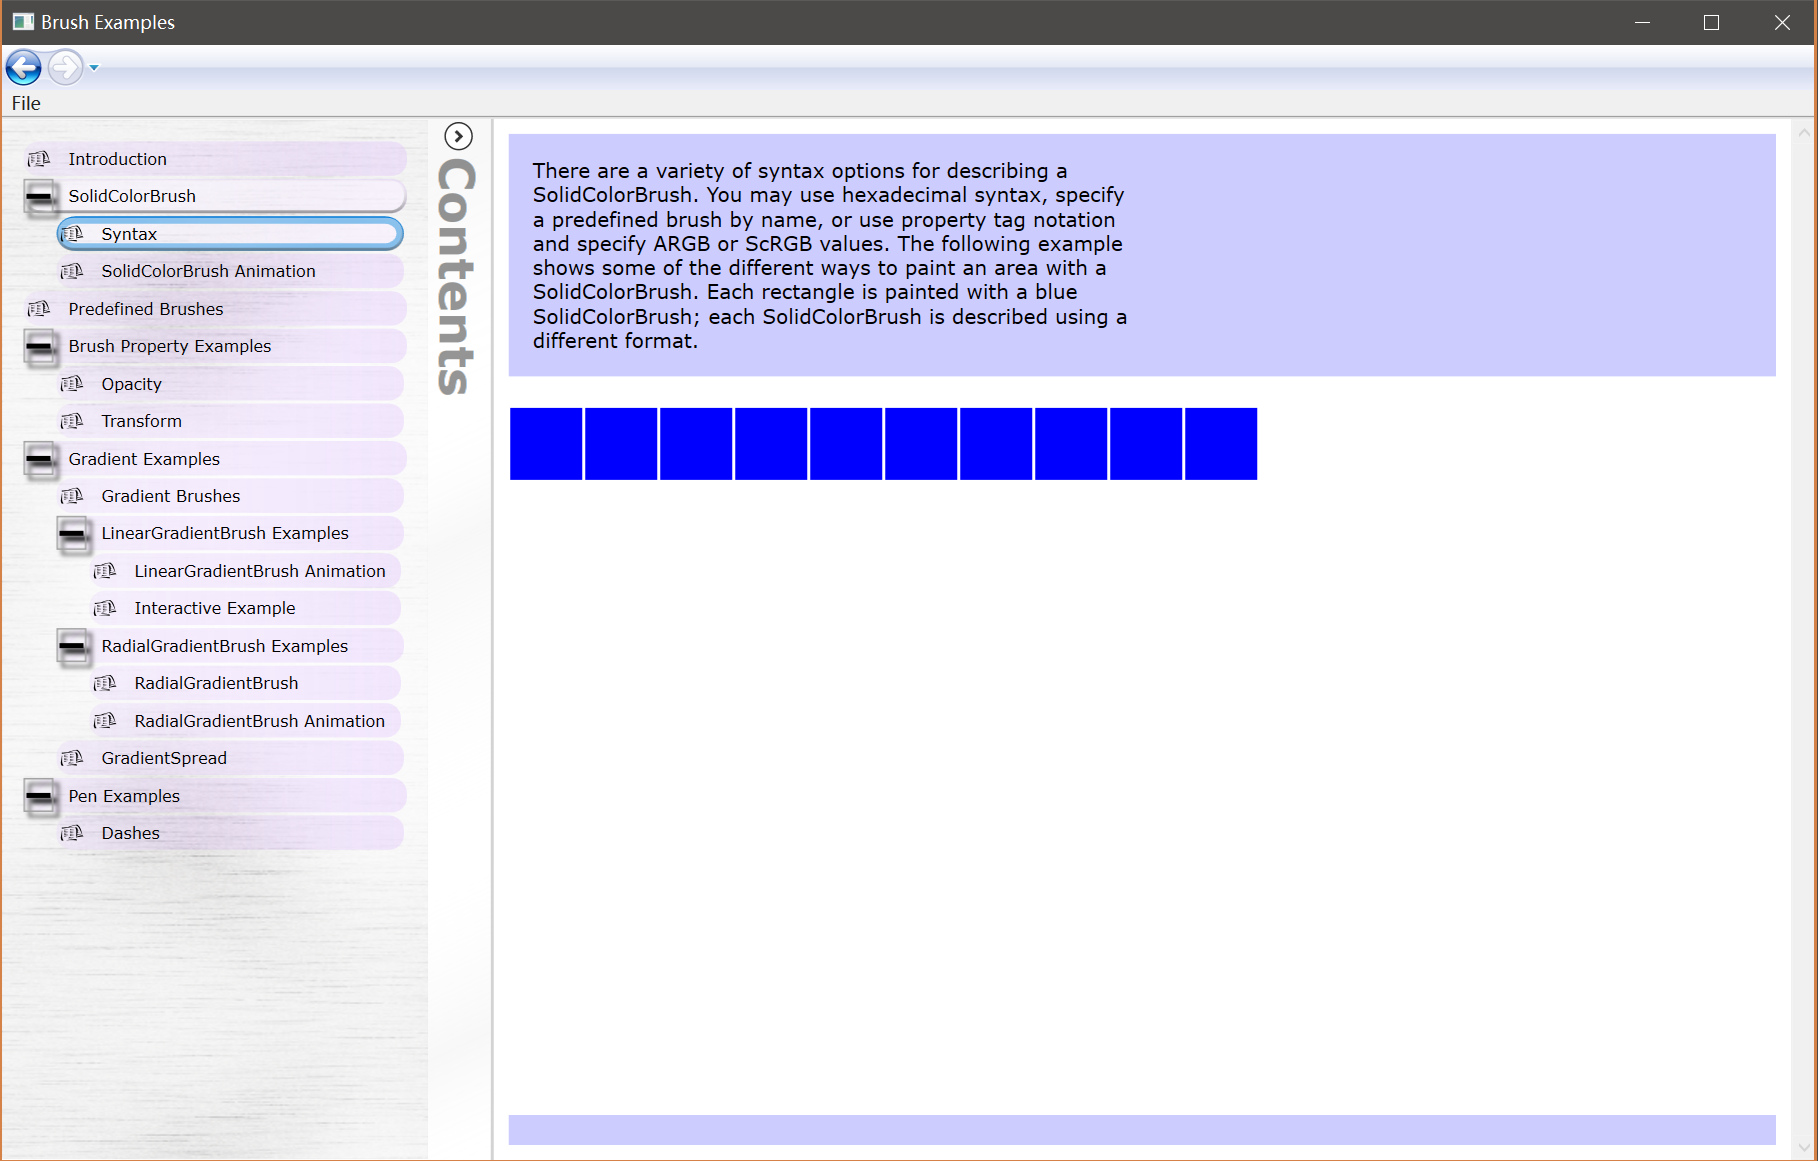 Brush Examples
File
Introduction
SolidColorBrush
Syntax
SolidColorBrush Animation
Predefined Brushes
Brush Property Examples
Opacity
Transform
Gradient Examples
Gradient Brushes
LinearGradientBrush Examples
LinearGradientBrush Animation
Interactive Example
RadialGradientBrush Examples
RadialGradientBrush
RadialGradientBrush Animation
GradientSpread
Pen Examples
Dashes
Contents
There are a variety of syntax options for describing a
SolidColorBrush. You may use hexadecimal syntax, specify
a predefined brush by name, or use property tag notation
and specify ARGB or ScRGB values. The following example
shows some of the different ways to paint an area with a
SolidColorBrush. Each rectangle is painted with a blue
SolidColorBrush; each SolidColorBrush is described using a
different format.